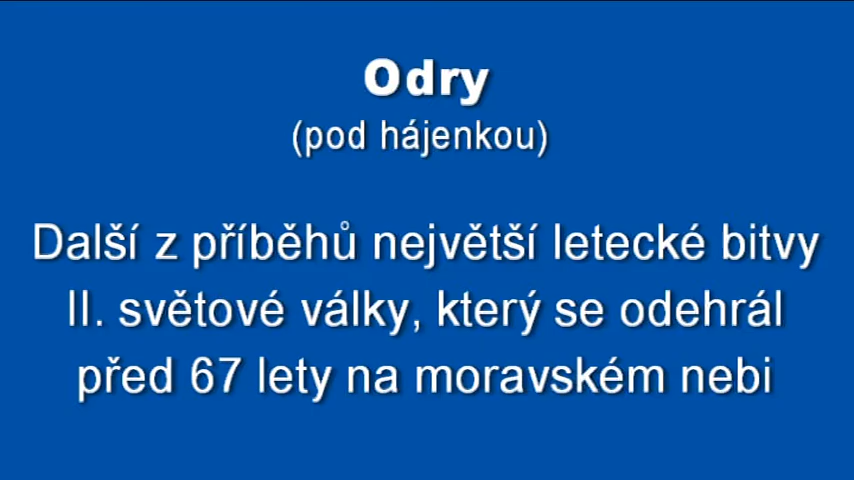 Odry
(pod hájenkou)
Další z příběhů největší letecké bitvy
II. světové války, který se odehrál
před 67 lety na moravském nebi